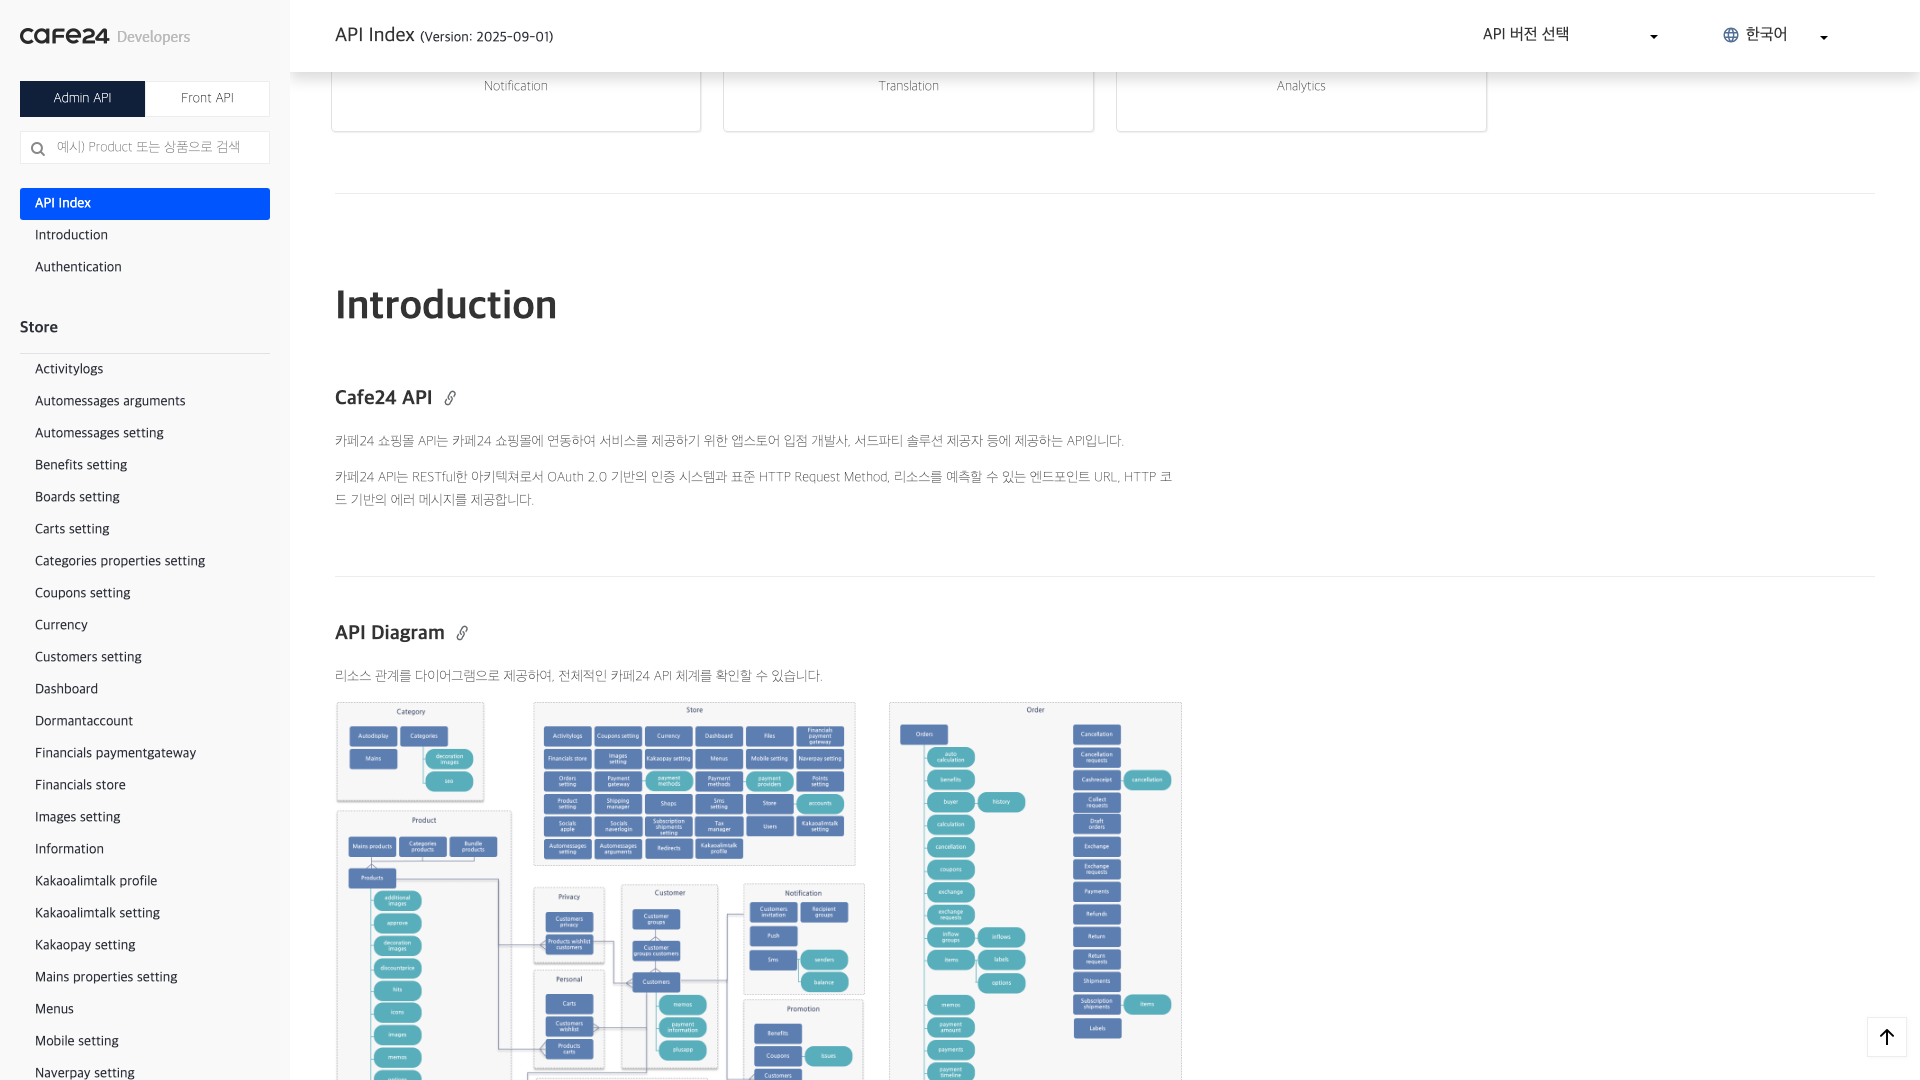 cafe24 Developers
Admin API
Front API
예시) Product 또는 상품으로 검색
API Index
Introduction
Authentication
Store
Activitylogs
Automessages arguments
Automessages setting
Benefits setting
Boards setting
Carts setting
Categories properties setting
Coupons setting
Currency
Customers setting
Dashboard
Dormantaccount
Financials paymentgateway
Financials store
Images setting
Information
Kakaoalimtalk profile
Kakaoalimtalk setting
Kakaopay setting
Mains properties setting
Menus
Mobile setting
Naverpay setting
API Index (Version: 2025-09-01)
API 버전 선택
한국어
Notification
Translation
Analytics
Introduction
Cafe24 API
카페24 쇼핑몰 API는 카페24 쇼핑몰에 연동하여 서비스를 제공하기 위한 앱스토어 입점 개발사, 서드파티 솔루션 제공자 등에 제공하는 API입니다.
카페24 API는 RESTful한 아키텍쳐로서 OAuth 2.0 기반의 인증 시스템과 표준 HTTP Request Method, 리소스를 예측할 수 있는 엔드포인트 URL, HTTP 코
드 기반의 에러 메시지를 제공합니다.
API Diagram
리소스 관계를 다이어그램으로 제공하여, 전체적인 카페24 API 체계를 확인할 수 있습니다.
Category
Autodisplay
Categories
Mains
decoration
images
seo
Product
Mains products
Categories
products
Bundle
products
Products
additional
images
approve
decoration
images
discountprice
hits
icons
images
memos
Store
Activitylogs
Coupons setting
Currency
Dashboard
Files
Financials
payment
gateway
Financials store
Images
setting
Kakaopay setting
Menus
Mobile setting
Naverpay setting
Orders
setting
Payment
gateway
payment
methods
Payment
methods
payment
providers
Points
setting
Product
setting
Shipping
manager
Shops
Sms
setting
Store
accounts
Socials
apple
Socials
naverlogin
Subscription
shipments
setting
Tax
manager
Users
Kakaoalimtalk
setting
Automessages
setting
Automessages
arguments
Redirects
Kakaoalimtalk
profile
Privacy
Customers
privacy
Products wishlist
customers
Personal
Carts
Customers
wishlist
Products
carts
Customer
Customer
groups
Customer
groups customers
Customers
memos
payment
information
plusapp
Notification
Customers
invitation
Recipient
groups
Push
Sms
senders
balance
Promotion
Benefits
Coupons
issues
Customers
Order
Orders
auto
calculation
benefits
buyer
history
calculation
cancellation
coupons
exchange
exchange
requests
inflow
groups
inflows
items
labels
options
memos
payment
amount
payments
payment
timeline
Cancellation
Cancellation
requests
Cashreceipt
cancellation
Collect
requests
Draft
orders
Exchange
Exchange
requests
Payments
Refunds
Return
Return
requests
Shipments
Subscription
shipments
items
Labels